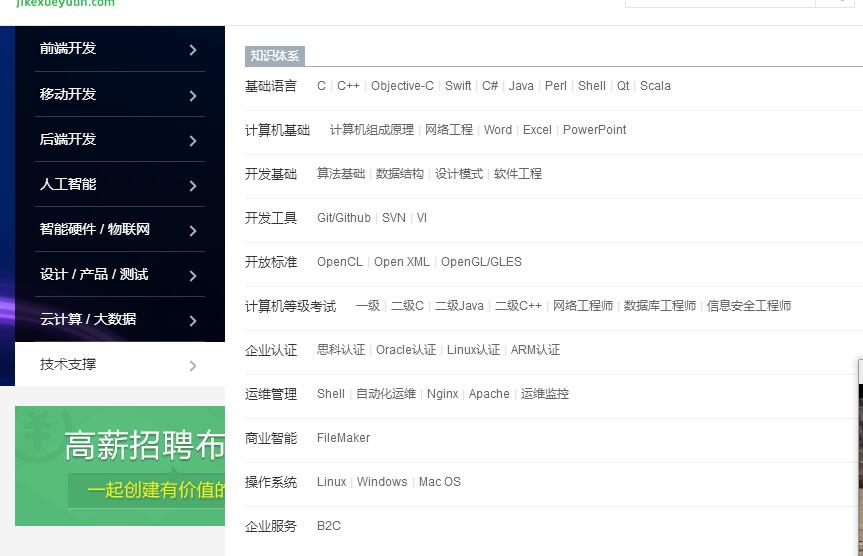 jikexueyuan.com
前端开发
移动开发
后端开发
人工智能
智能硬件 / 物联网
设计 / 产品 / 测试
云计算 / 大数据
技术支撑
高薪招聘布
一起创建有价值的
知识体系
基础语言 C | C++ | Objective-C | Swift | C# | Java | Perl | Shell | Qt | Scala
计算机基础 计算机组成原理 | 网络工程 | Word | Excel | PowerPoint
开发基础 算法基础 | 数据结构 | 设计模式 | 软件工程
开发工具 Git/Github | SVN | VI
开放标准 OpenCL | Open XML | OpenGL/GLES
计算机等级考试 一级 | 二级C | 二级Java | 二级C++ | 网络工程师 | 数据库工程师 | 信息安全工程师
企业认证 思科认证 | Oracle认证 | Linux认证 | ARM认证
运维管理 Shell | 自动化运维 | Nginx | Apache | 运维监控
商业智能 FileMaker
操作系统 Linux | Windows | Mac OS
企业服务 B2C